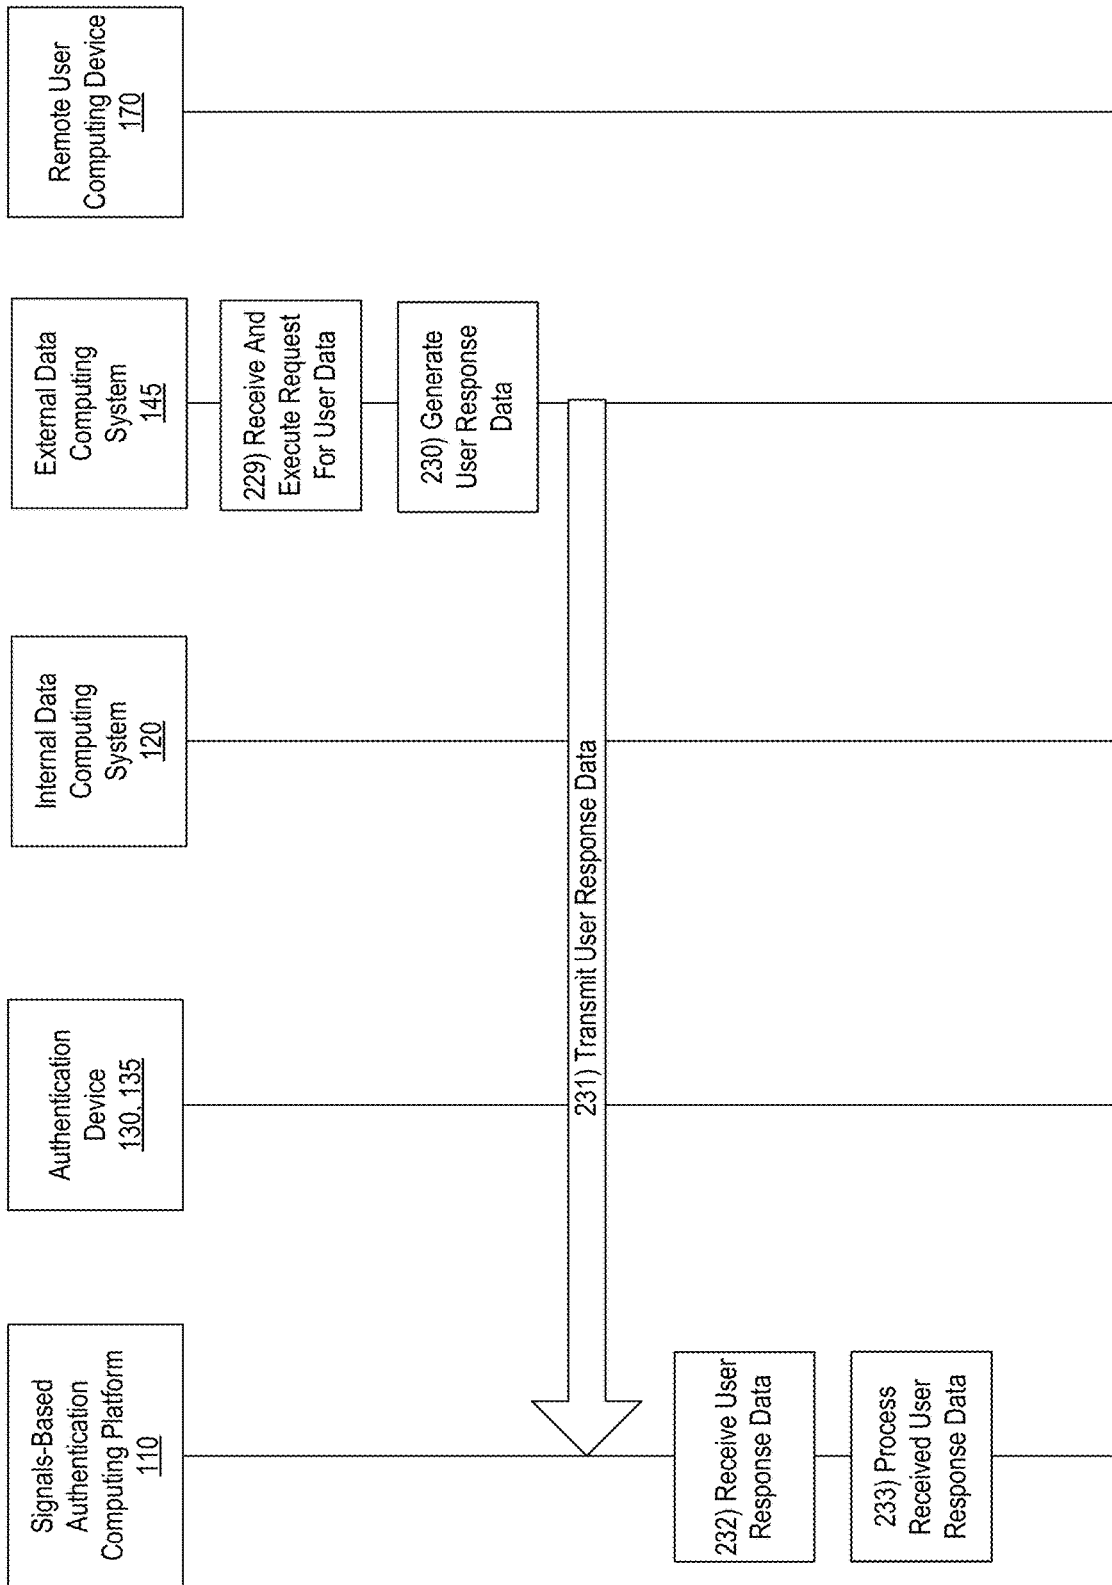 Signals-Based
Authentication
Computing Platform
110
Authentication
Device
130, 135
Internal Data
Computing
System
120
External Data
Computing
System
145
Remote User
Computing Device
170
229) Receive And
Execute Request
For User Data
230) Generate
User Response
Data
231) Transmit User Response Data
232) Receive User
Response Data
233) Process
Received User
Response Data